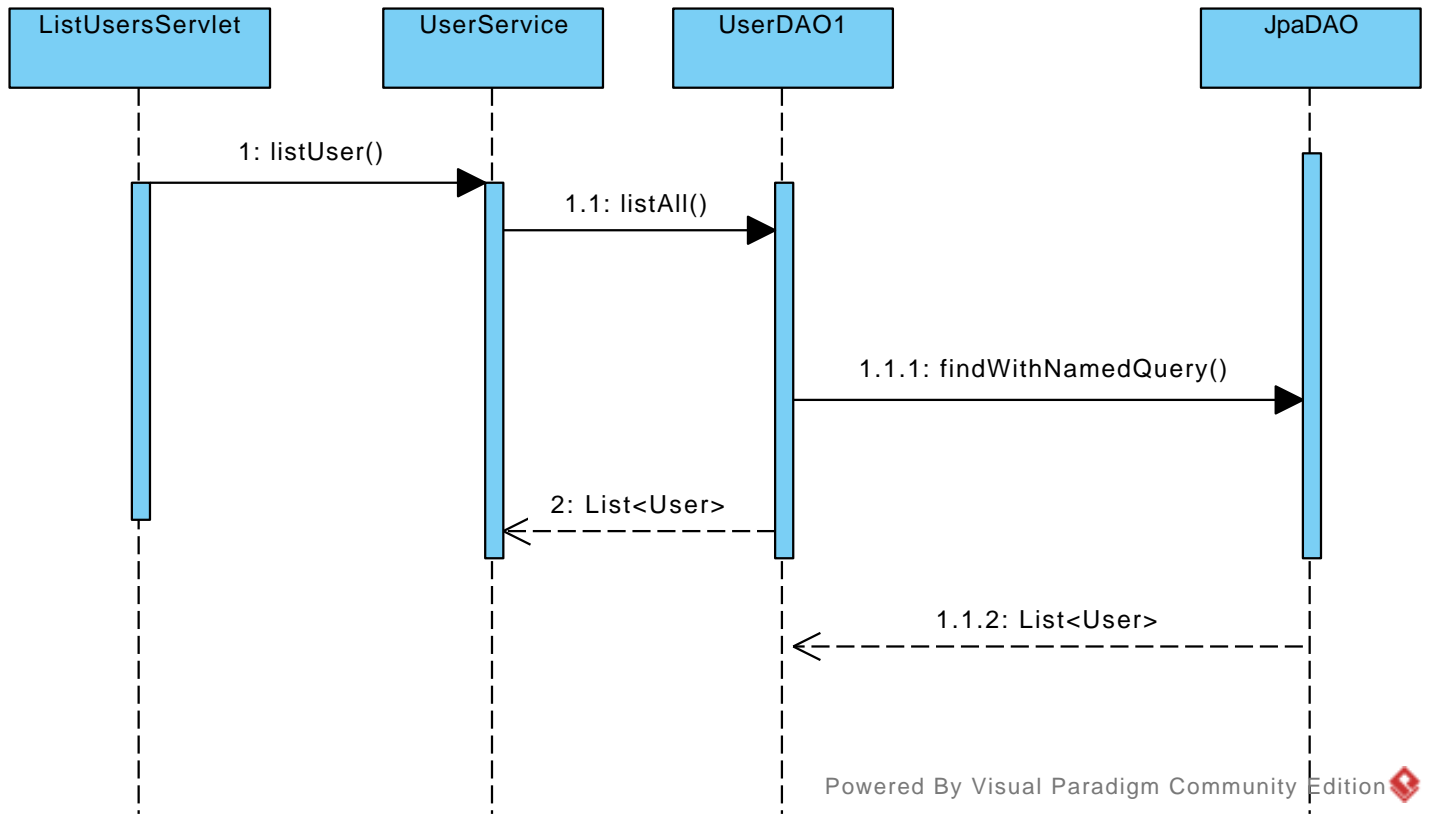 ListUsersServlet
UserService
UserDAO1
JpaDAO
1: listUser()
1.1: listAll()
1.1.1: findWithNamedQuery()
2: List<User>
1.1.2: List<User>
Powered By Visual Paradigm Community Edition